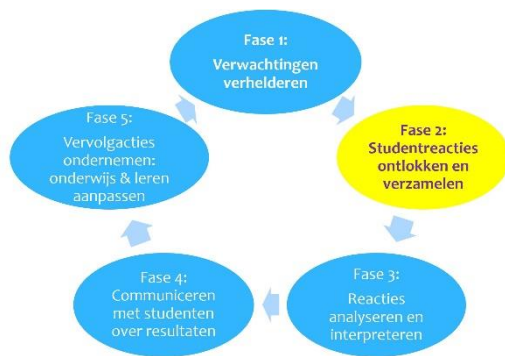 Fase 1:
Verwachtingen
verhelderen
Fase 2:
Studentreacties
ontlokken en
verzamelen
Fase 3:
Reacties
analyseren en
interpreteren
Fase 4:
Communiceren
met studenten
over resultaten
Fase 5:
Vervolgacties
ondernemen:
onderwijs & leren
aanpassen